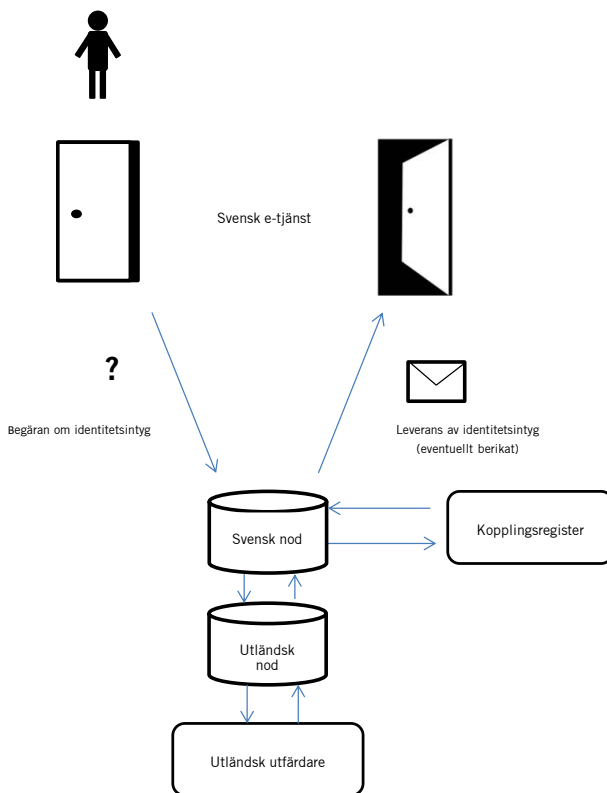 Svensk e-tjänst
?
Begäran om identitetsintyg
Leverans av identitetsintyg
(eventuellt berikat)
Svensk nod
Kopplingsregister
Utländsk
nod
Utländsk utfärdare